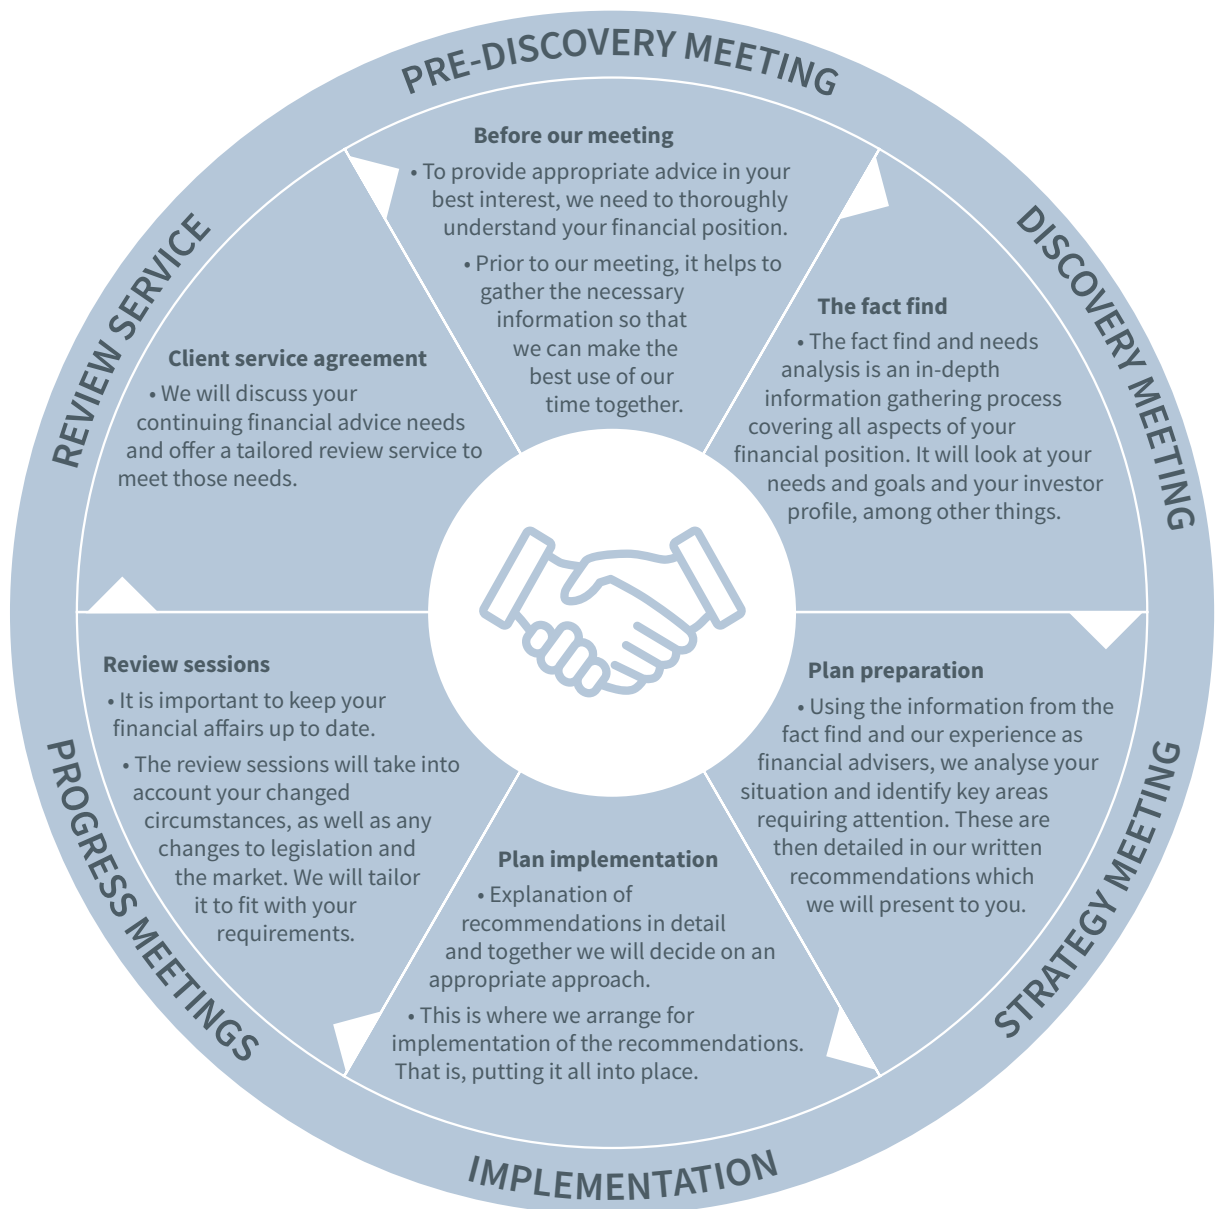 PRE-DISCOVERY MEETING
Before our meeting
• To provide appropriate advice in your
best interest, we need to thoroughly
understand your financial position.
• Prior to our meeting, it helps to
gather the necessary
information so that
we can make the
best use of our
time together.
DISCOVERY MEETING
The fact find
• The fact find and needs
analysis is an in-depth
information gathering process
covering all aspects of your
financial position. It will look at your
needs and goals and your investor
profile, among other things.
STRATEGY MEETING
Plan preparation
• Using the information from the
fact find and our experience as
financial advisers, we analyse your
situation and identify key areas
requiring attention. These are
then detailed in our written
recommendations which
we will present to you.
IMPLEMENTATION
Plan implementation
• Explanation of
recommendations in detail
and together we will decide on an
appropriate approach.
• This is where we arrange for
implementation of the recommendations.
That is, putting it all into place.
PROGRESS MEETINGS
Review sessions
• It is important to keep your
financial affairs up to date.
• The review sessions will take into
account your changed
circumstances, as well as any
changes to legislation and
the market. We will tailor
it to fit with your
requirements.
REVIEW SERVICE
Client service agreement
• We will discuss your
continuing financial advice needs
and offer a tailored review service to
meet those needs.